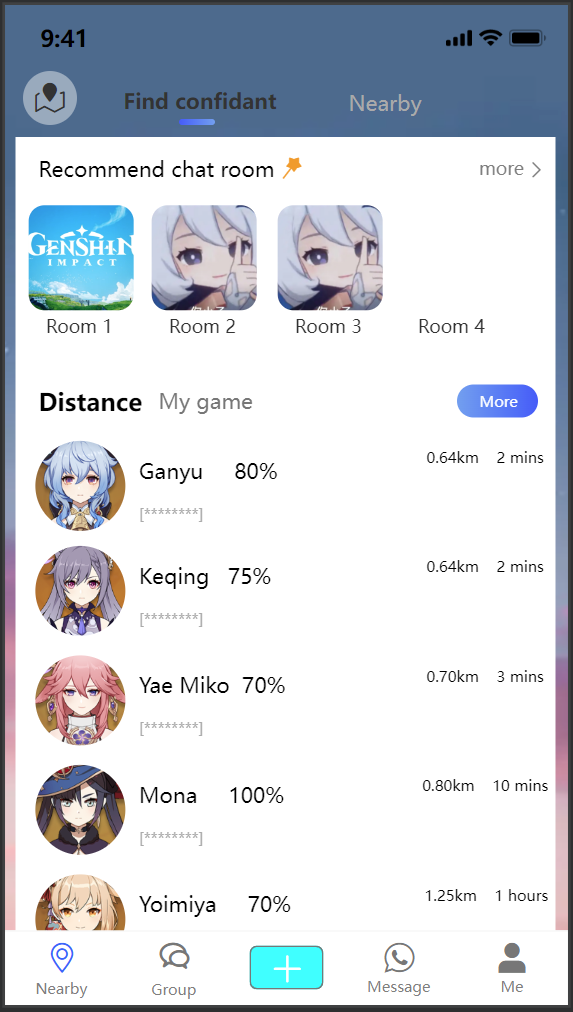 9:41
Find confidant Nearby
Recommend chat room more
GENSHIN
IMPACT
Room 1 Room 2 Room 3 Room 4
Distance My game More
Ganyu 80% 0.64km 2 mins
[********]
Keqing 75% 0.64km 2 mins
[********]
Yae Miko 70% 0.70km 3 mins
[********]
Mona 100% 0.80km 10 mins
[********]
Yoimiya 70% 1.25km 1 hours
Nearby Group Message Me